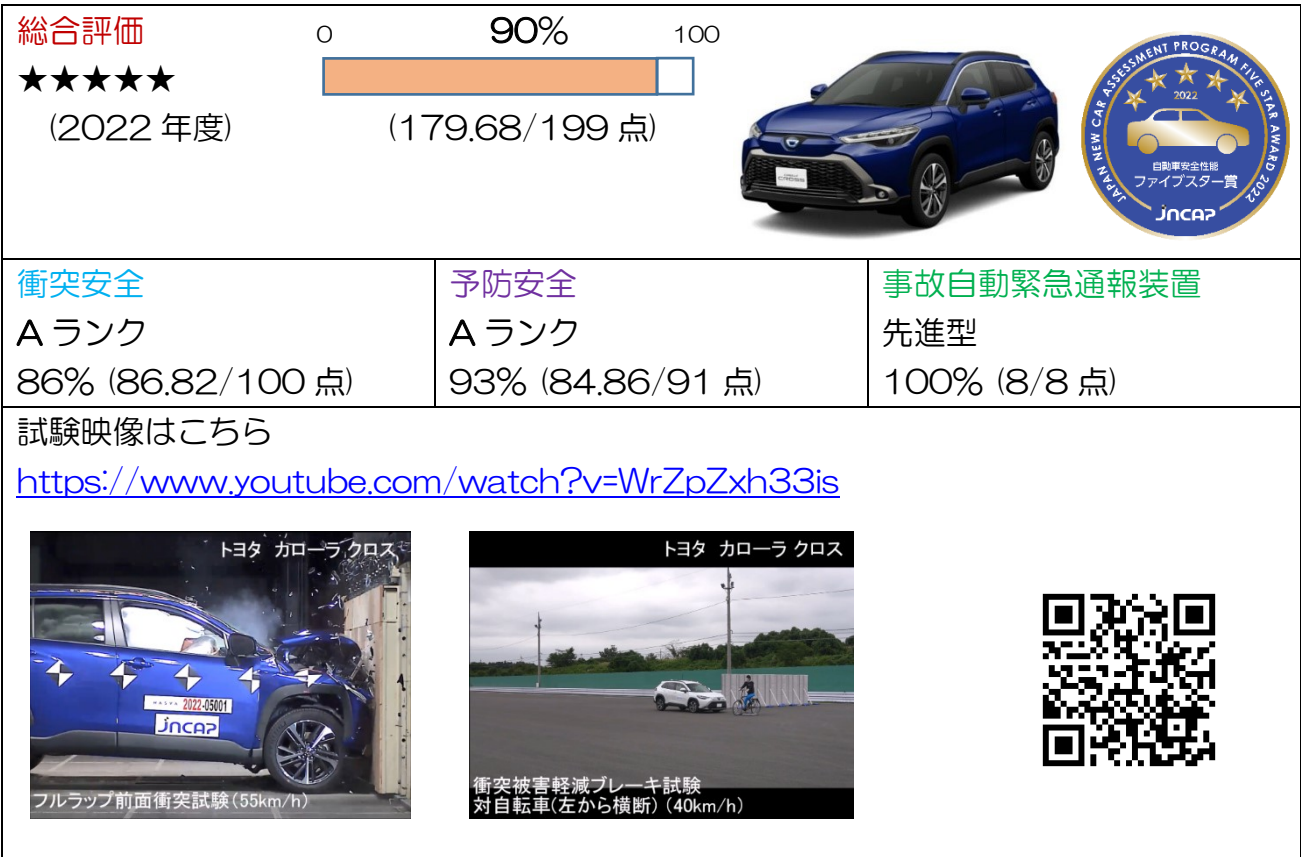 総合評価
★★★★★
(2022 年度)
0 90% 100
(179.68/199 点)
JAPAN NEW CAR ASSESSMENT PROGRAM FIVE STAR AWARD 2022
2022
自動車安全性能
ファイブスター賞
JNCAP
衝突安全
A ランク
86% (86.82/100 点)
予防安全
A ランク
93% (84.86/91 点)
事故自動緊急通報装置
先進型
100% (8/8 点)
試験映像はこちら
https://www.youtube.com/watch?v=WrZpZxh33is
トヨタ カローラ クロス
NASVA 2022-05001
JNCAP
フルラップ前面衝突試験(55km/h)
トヨタ カローラ クロス
衝突被害軽減ブレーキ試験
対自転車(左から横断) (40km/h)